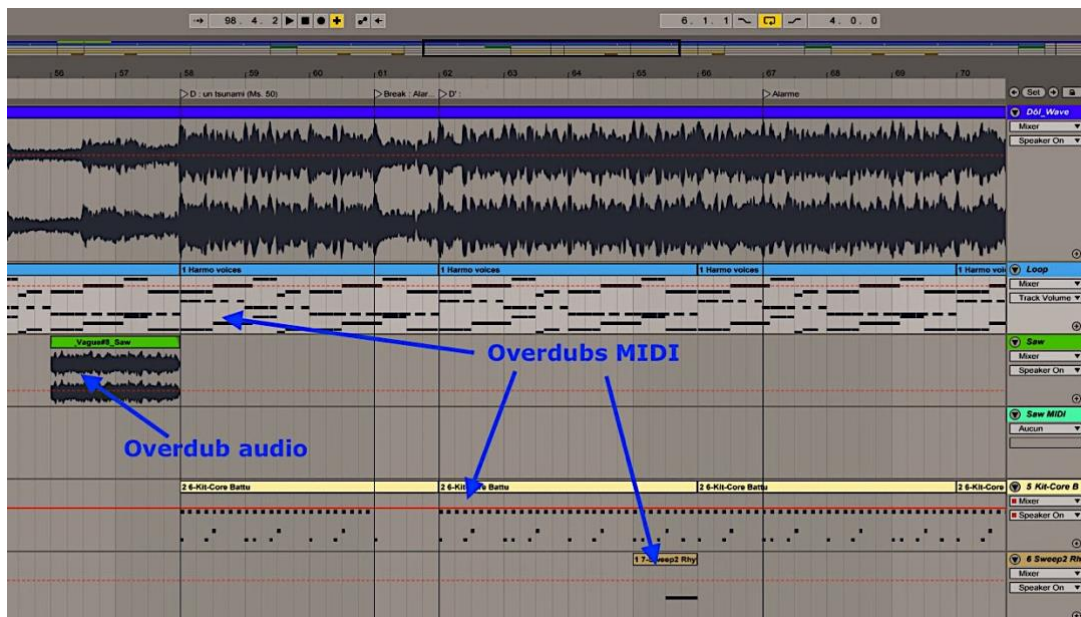 98. 4. 2
6. 1. 1
4. 0. 0
56 57 58 59 60 61 62 63 64 65 66 67 68 69 70
D : un tsunami (Ms. 50)
Break : Alar...
D' :
Alarme
Set
D6l_Wave
Mixer
Speaker On
1 Harmo voices
1 Harmo voices
1 Harmo voices
1 Harmo voi
Loop
Mixer
Track Volume
_Vague#8_Saw
Saw
Mixer
Speaker On
Overdubs MIDI
Overdub audio
Saw MIDI
Aucun
2 6-Kit-Core Battu
2 6-Kit-Core Battu
2 6-Kit-Core Battu
2 6-Kit-Core
5 Kit-Core B
Mixer
Speaker On
1 7-Sweep2 Rhy
6 Sweep2 Rh
Mixer
Speaker On